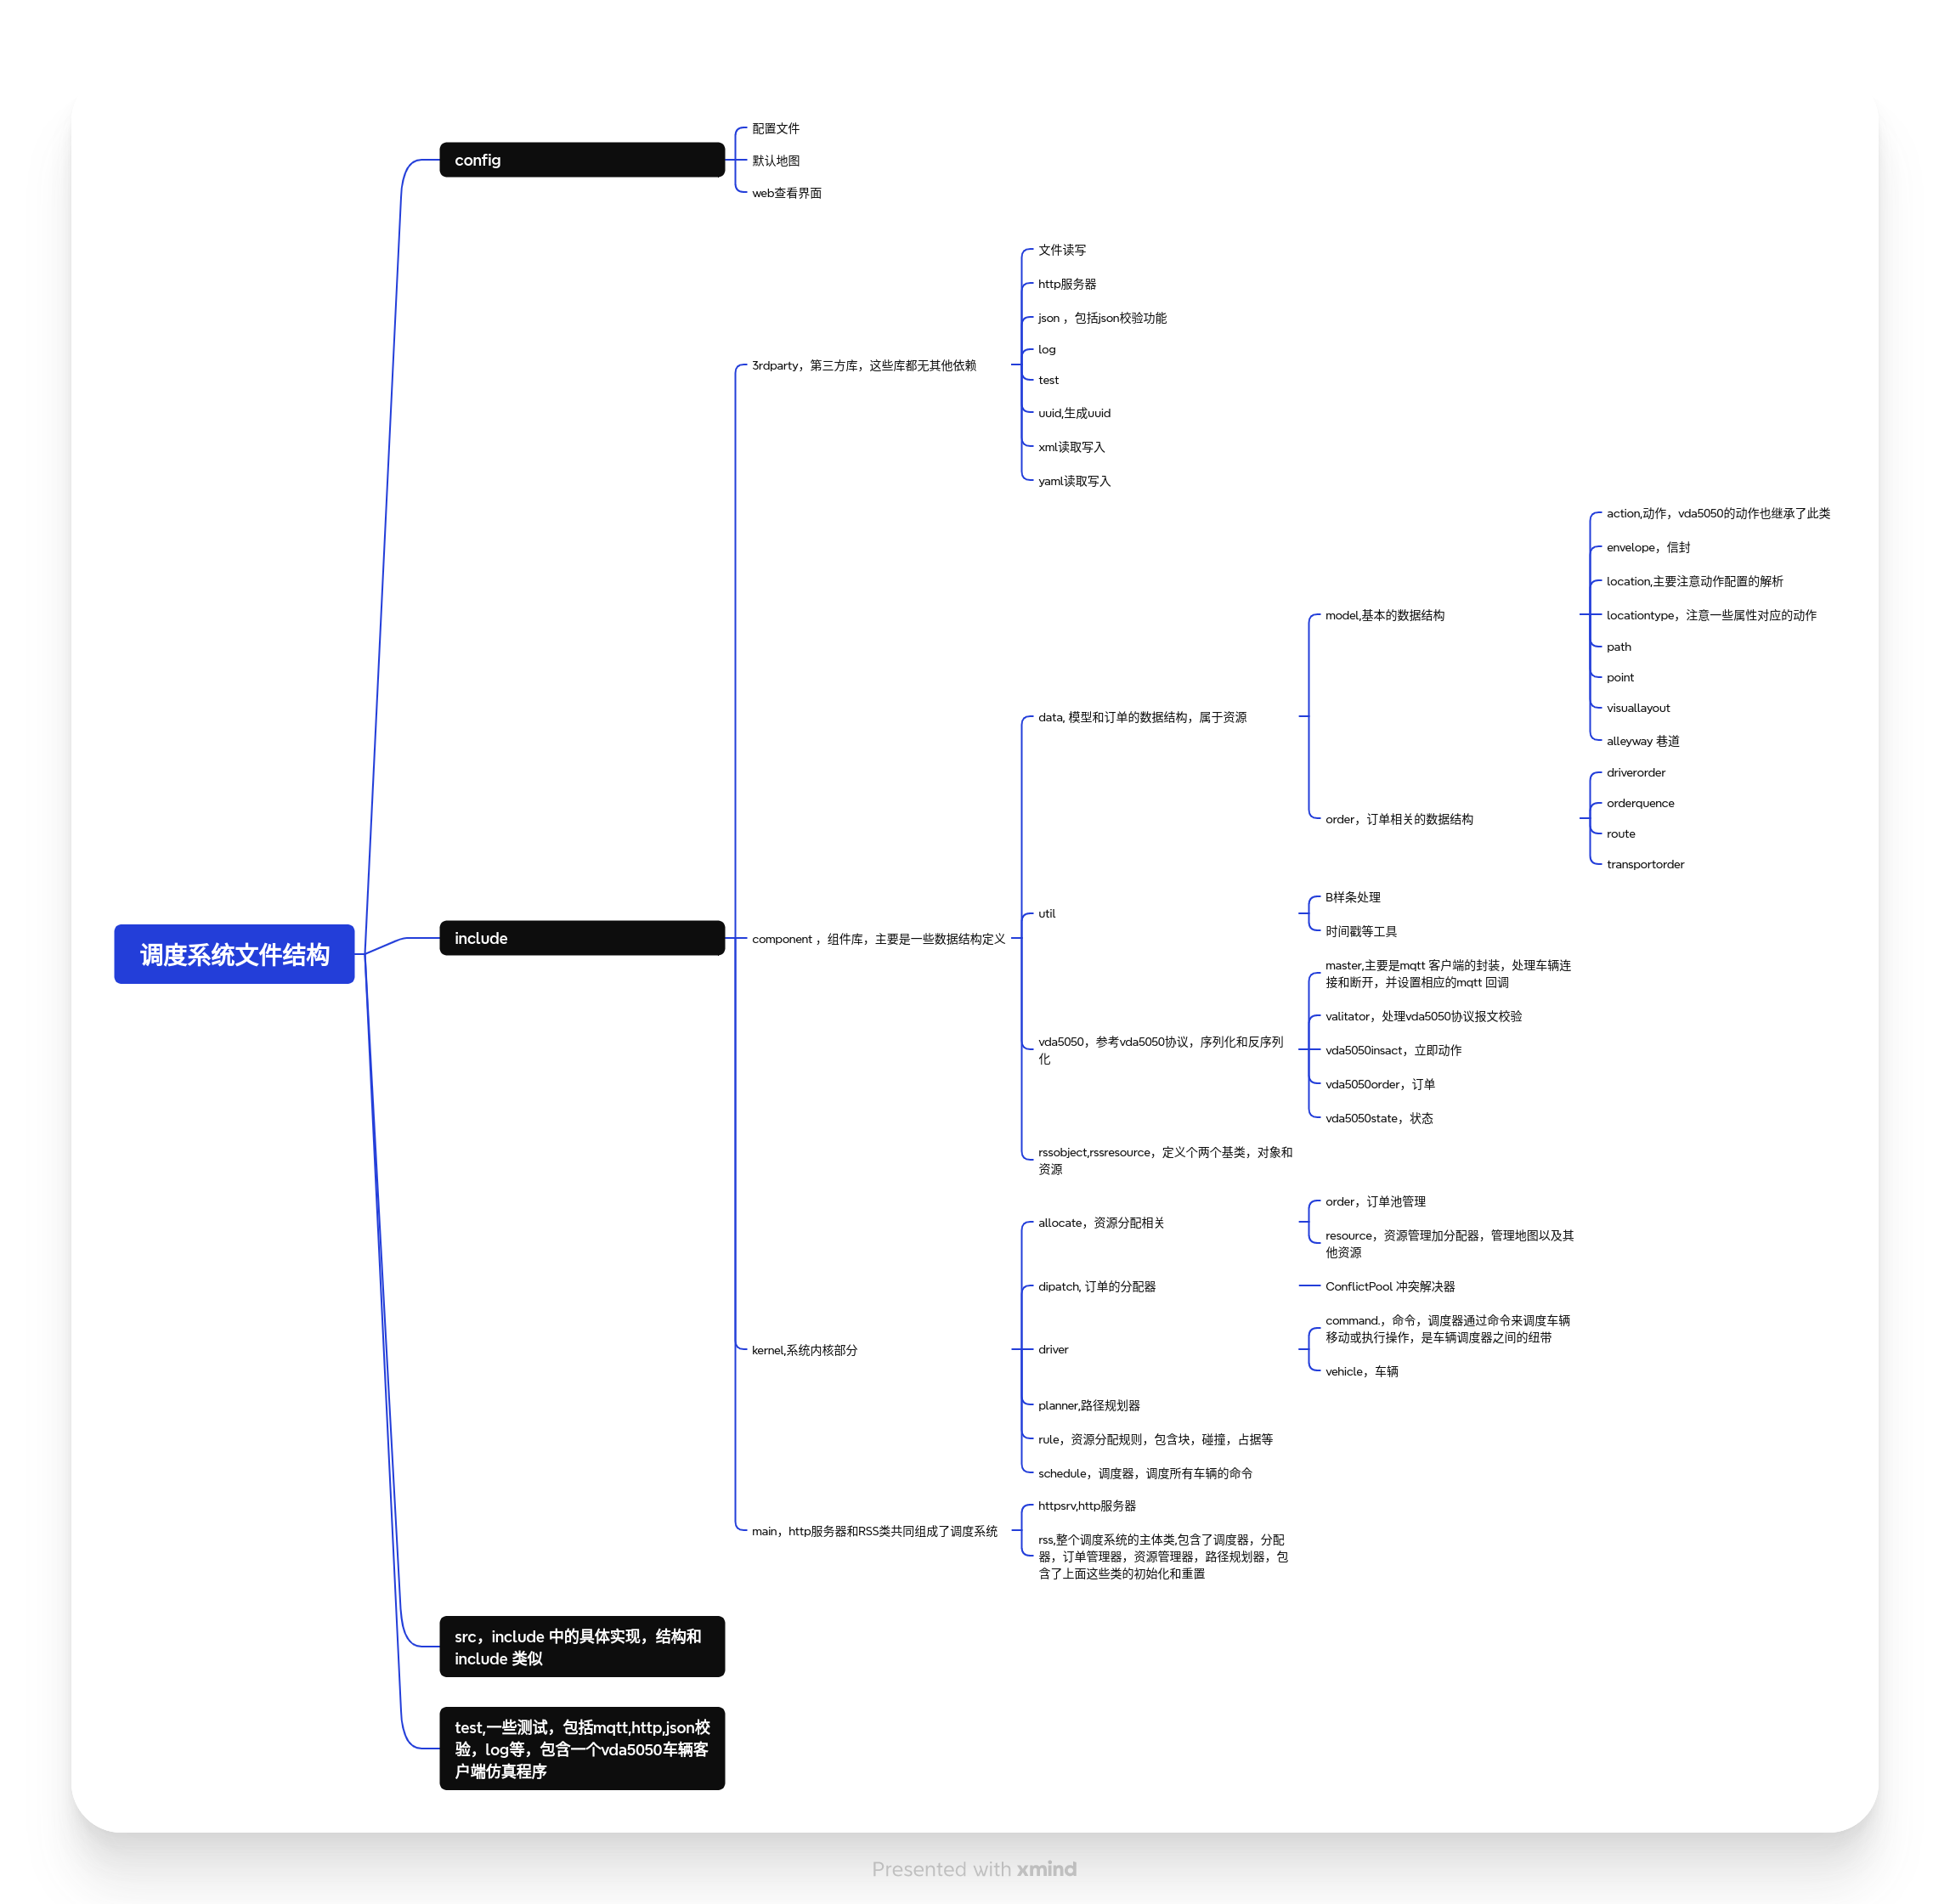 调度系统文件结构
config
配置文件
默认地图
web查看界面
include
3rdparty，第三方库，这些库都无其他依赖
文件读写
http服务器
json ，包括json校验功能
log
test
uuid,生成uuid
xml读取写入
yaml读取写入
component ，组件库，主要是一些数据结构定义
data, 模型和订单的数据结构，属于资源
model,基本的数据结构
action,动作，vda5050的动作也继承了此类
envelope，信封
location,主要注意动作配置的解析
locationtype，注意一些属性对应的动作
path
point
visuallayout
alleyway 巷道
order，订单相关的数据结构
driverorder
orderquence
route
transportorder
util
B样条处理
时间戳等工具
vda5050，参考vda5050协议，序列化和反序列
化
master,主要是mqtt 客户端的封装，处理车辆连
接和断开，并设置相应的mqtt 回调
valitator，处理vda5050协议报文校验
vda5050insact，立即动作
vda5050order，订单
vda5050state，状态
rssobject,rssresource，定义个两个基类，对象和
资源
kernel,系统内核部分
allocate，资源分配相关
order，订单池管理
resource，资源管理加分配器，管理地图以及其
他资源
dipatch, 订单的分配器
ConflictPool 冲突解决器
driver
command.，命令，调度器通过命令来调度车辆
移动或执行操作，是车辆调度器之间的纽带
vehicle，车辆
planner,路径规划器
rule，资源分配规则，包含块，碰撞，占据等
schedule，调度器，调度所有车辆的命令
main，http服务器和RSS类共同组成了调度系统
httpsrv,http服务器
rss,整个调度系统的主体类,包含了调度器，分配
器，订单管理器，资源管理器，路径规划器，包
含了上面这些类的初始化和重置
src，include 中的具体实现，结构和
include 类似
test,一些测试，包括mqtt,http,json校
验，log等，包含一个vda5050车辆客
户端仿真程序
Presented with xmind